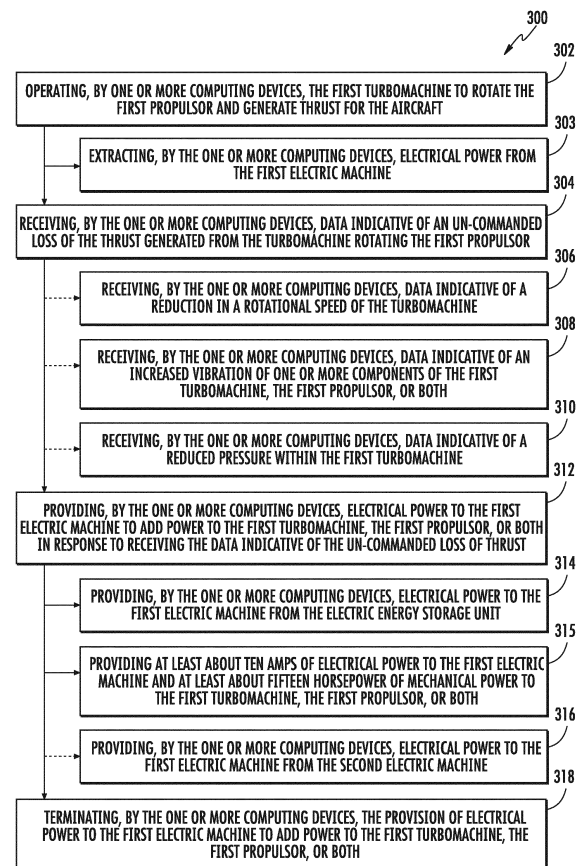 300
302
OPERATING, BY ONE OR MORE COMPUTING DEVICES, THE FIRST TURBOMACHINE TO ROTATE THE
FIRST PROPULSOR AND GENERATE THRUST FOR THE AIRCRAFT
303
EXTRACTING, BY THE ONE OR MORE COMPUTING DEVICES, ELECTRICAL POWER FROM
THE FIRST ELECTRIC MACHINE
304
RECEIVING, BY THE ONE OR MORE COMPUTING DEVICES, DATA INDICATIVE OF AN UN-COMMANDED
LOSS OF THE THRUST GENERATED FROM THE TURBOMACHINE ROTATING THE FIRST PROPULSOR
306
RECEIVING, BY THE ONE OR MORE COMPUTING DEVICES, DATA INDICATIVE OF A
REDUCTION IN A ROTATIONAL SPEED OF THE TURBOMACHINE
308
RECEIVING, BY THE ONE OR MORE COMPUTING DEVICES, DATA INDICATIVE OF AN
INCREASED VIBRATION OF ONE OR MORE COMPONENTS OF THE FIRST
TURBOMACHINE, THE FIRST PROPULSOR, OR BOTH
310
RECEIVING, BY THE ONE OR MORE COMPUTING DEVICES, DATA INDICATIVE OF A
REDUCED PRESSURE WITHIN THE FIRST TURBOMACHINE
312
PROVIDING, BY THE ONE OR MORE COMPUTING DEVICES, ELECTRICAL POWER TO THE FIRST
ELECTRIC MACHINE TO ADD POWER TO THE FIRST TURBOMACHINE, THE FIRST PROPULSOR, OR BOTH
IN RESPONSE TO RECEIVING THE DATA INDICATIVE OF THE UN-COMMANDED LOSS OF THRUST
314
PROVIDING, BY THE ONE OR MORE COMPUTING DEVICES, ELECTRICAL POWER TO THE
FIRST ELECTRIC MACHINE FROM THE ELECTRIC ENERGY STORAGE UNIT
315
PROVIDING AT LEAST ABOUT TEN AMPS OF ELECTRICAL POWER TO THE FIRST ELECTRIC
MACHINE AND AT LEAST ABOUT FIFTEEN HORSEPOWER OF MECHANICAL POWER TO
THE FIRST TURBOMACHINE, THE FIRST PROPULSOR, OR BOTH
316
PROVIDING, BY THE ONE OR MORE COMPUTING DEVICES, ELECTRICAL POWER TO THE
FIRST ELECTRIC MACHINE FROM THE SECOND ELECTRIC MACHINE
318
TERMINATING, BY THE ONE OR MORE COMPUTING DEVICES, THE PROVISION OF ELECTRICAL
POWER TO THE FIRST ELECTRIC MACHINE TO ADD POWER TO THE FIRST TURBOMACHINE, THE
FIRST PROPULSOR, OR BOTH